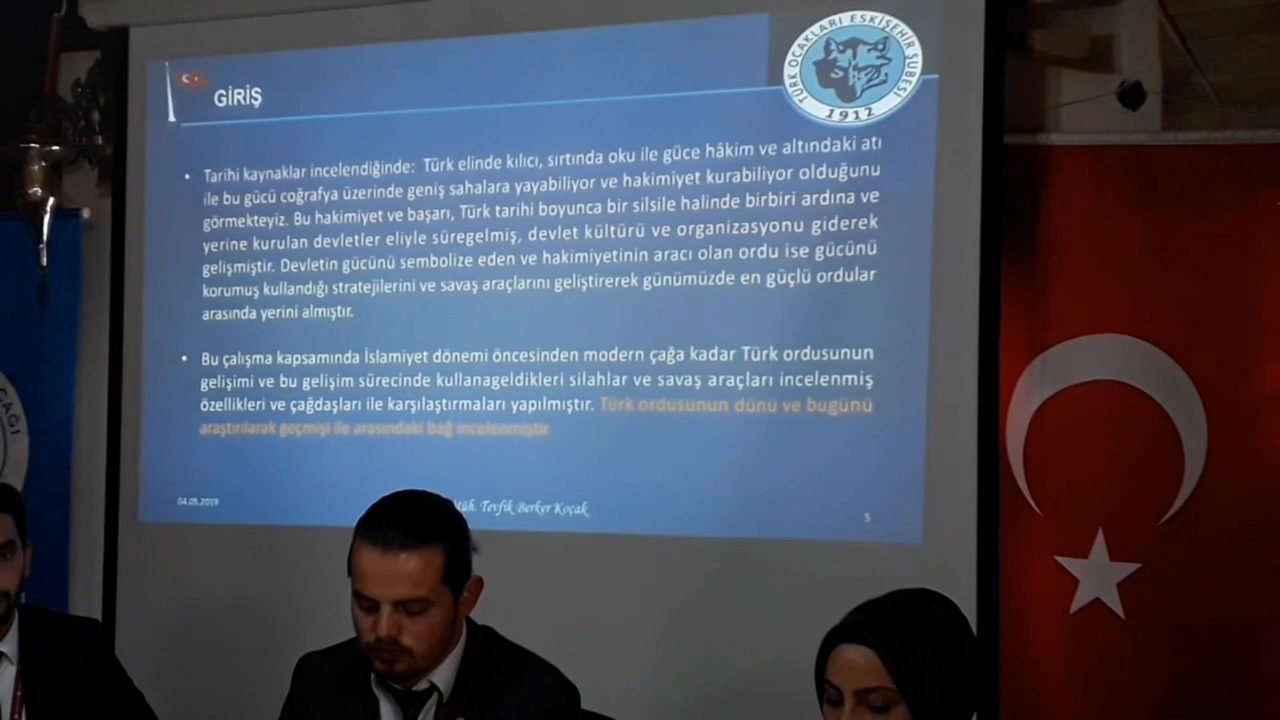 TÜRK OCAKLARI ESKİŞEHİR ŞUBESİ
1912
GİRİŞ
• Tarihi kaynaklar incelendiğinde: Türk elinde kılıcı, sırtında oku ile güce hâkim ve altındaki atı
ile bu gücü coğrafya üzerinde geniş sahalara yayabiliyor ve hakimiyet kurabiliyor olduğunu
görmekteyiz. Bu hakimiyet ve başarı, Türk tarihi boyunca bir silsile halinde birbiri ardına ve
yerine kurulan devletler eliyle süregelmiş, devlet kültürü ve organizasyonu giderek
gelişmiştir. Devletin gücünü sembolize eden ve hakimiyetinin aracı olan ordu ise gücünü
korumuş kullandığı stratejilerini ve savaş araçlarını geliştirerek günümüzde en güçlü ordular
arasında yerini almıştır.
• Bu çalışma kapsamında İslamiyet dönemi öncesinden modern çağa kadar Türk ordusunun
gelişimi ve bu gelişim sürecinde kullanageldikleri silahlar ve savaş araçları incelenmiş
özellikleri ve çağdaşları ile karşılaştırmaları yapılmıştır. Türk ordusunun dünü ve bugünü
araştırılarak geçmişi ile arasındaki bağ incelenmiştir.
04.05.2019
Müh. Tevfik Berker Koçak
5